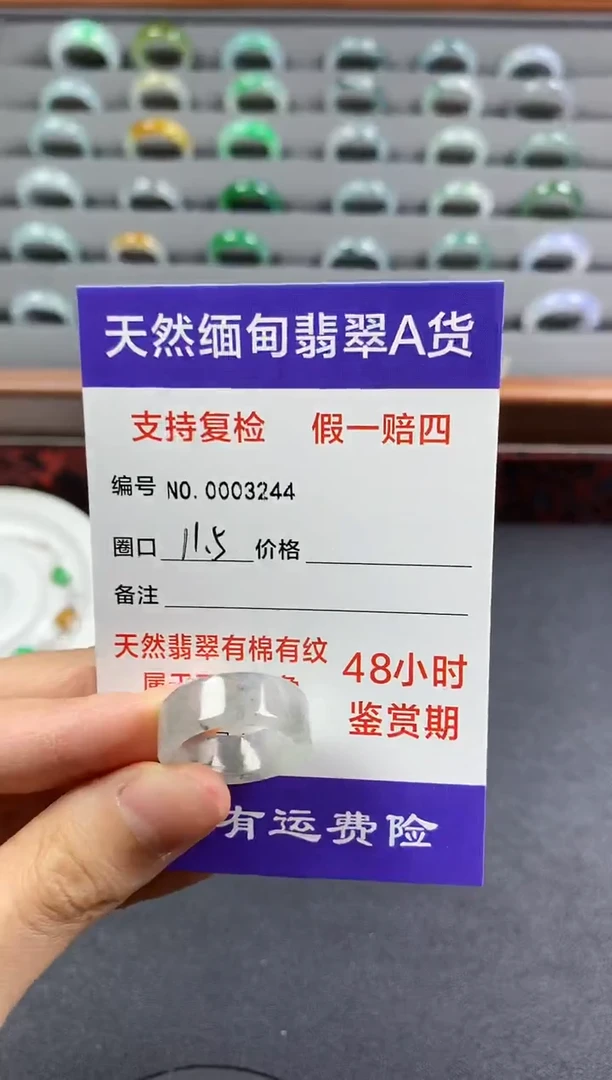 天然缅甸翡翠A货
支持复检 假一赔四
编号 NO.0003244
圈口 11.5 价格
备注
天然翡翠有棉有纹
属于
48小时
鉴赏期
有运费险